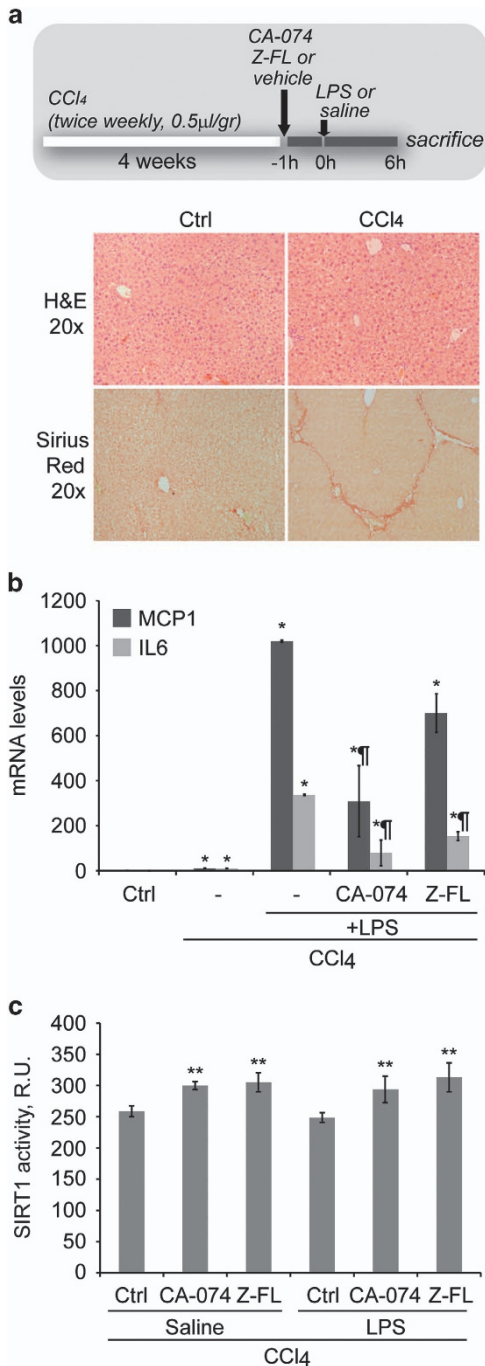 a
CA-074
Z-FL or
vehicle
LPS or
saline
CCl4
(twice weekly, 0.5µl/gr)
sacrifice
4 weeks
-1h
0h
6h
Ctrl
CCl4
H&E
20x
Sirius
Red
20x
b
1200
1000
800
600
400
200
0
mRNA levels
MCP1
IL6
* *
*
*
*¶
*¶
*
*¶
Ctrl
-
-
CA-074
Z-FL
+LPS
CCl4
c
400
350
300
250
200
150
100
50
0
SIRT1 activity, R.U.
**
**
**
**
Ctrl CA-074 Z-FL Ctrl CA-074 Z-FL
Saline LPS
CCl4